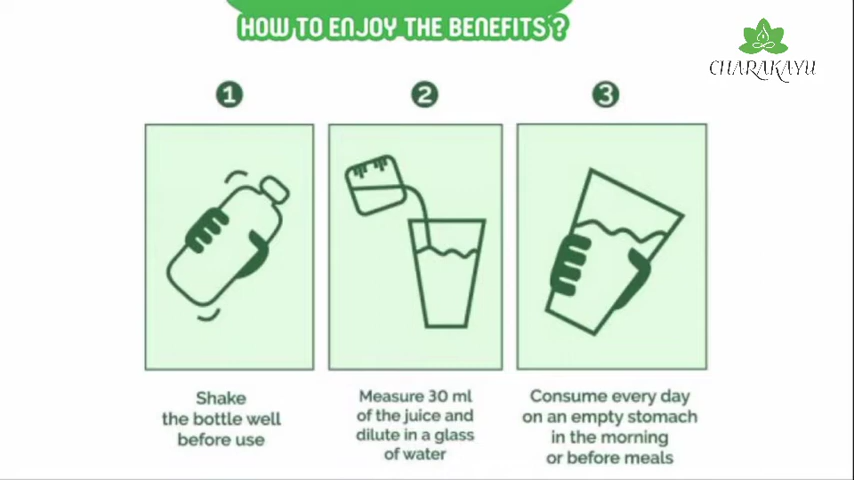 HOW TO ENJOY THE BENEFITS ?
CHARAKAYU
1
2
3
Shake
the bottle well
before use
Measure 30 ml
of the juice and
dilute in a glass
of water
Consume every day
on an empty stomach
in the morning
or before meals